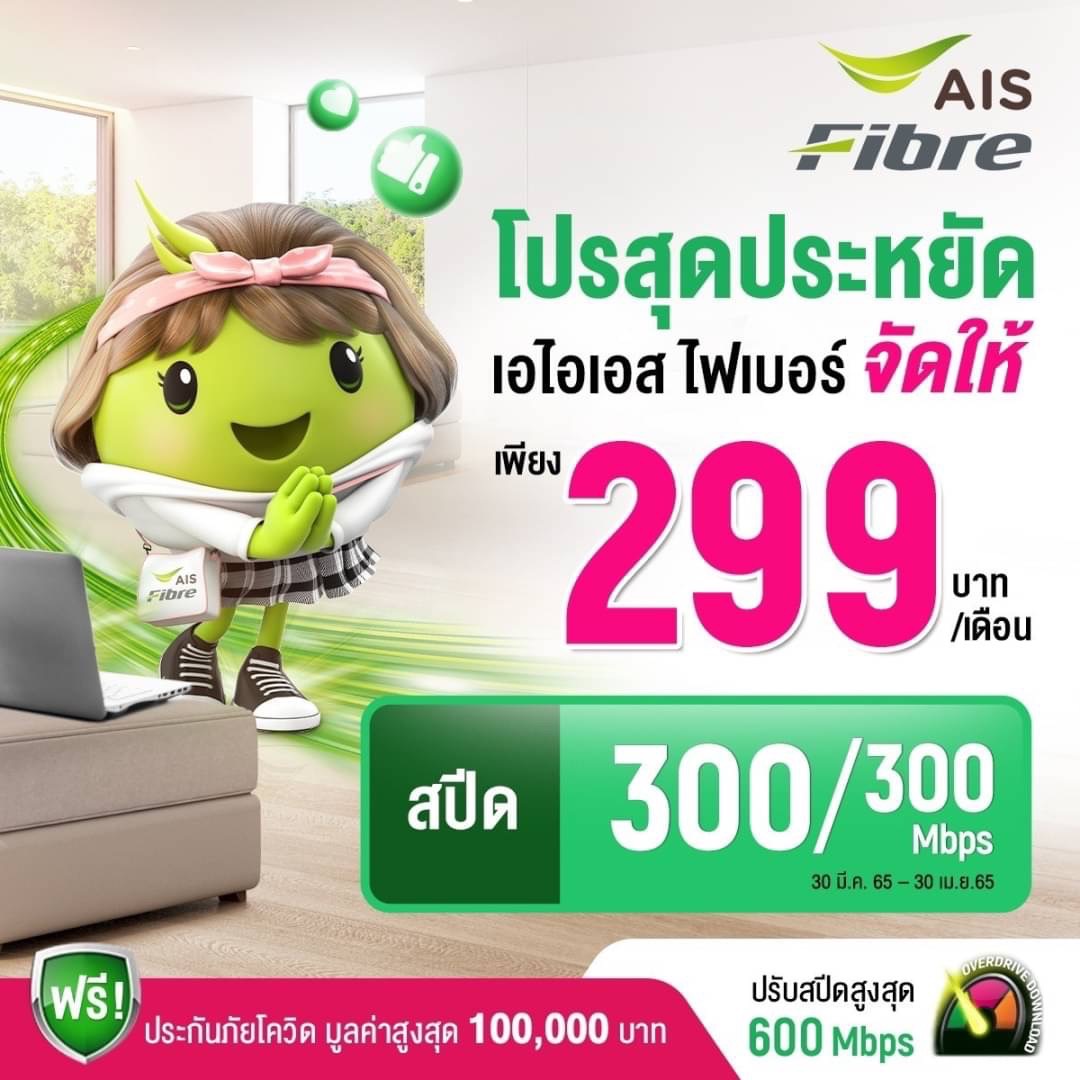 AIS
Fibre
โปรสุดประหยัด
เอไอเอส ไฟเบอร์ จัดให้
เพียง 299 บาท
/เดือน
AIS
Fibre
สปีด 300/300
Mbps
30 มี.ค. 65 – 30 เม.ย.65
ฟรี!
ประกันภัยโควิด มูลค่าสูงสุด 100,000 บาท
ปรับสปีดสูงสุด
600 Mbps
OVERDRIVE DOWNLOAD